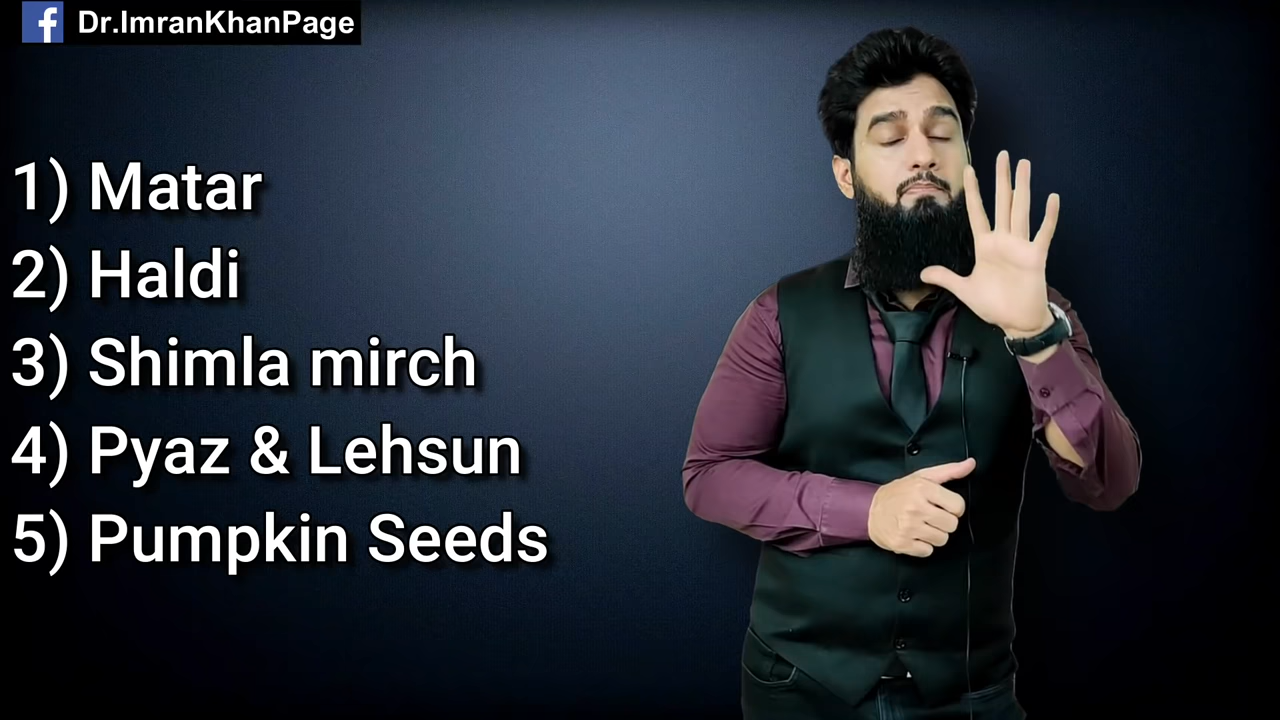 Dr.ImranKhanPage
1) Matar
2) Haldi
3) Shimla mirch
4) Pyaz & Lehsun
5) Pumpkin Seeds